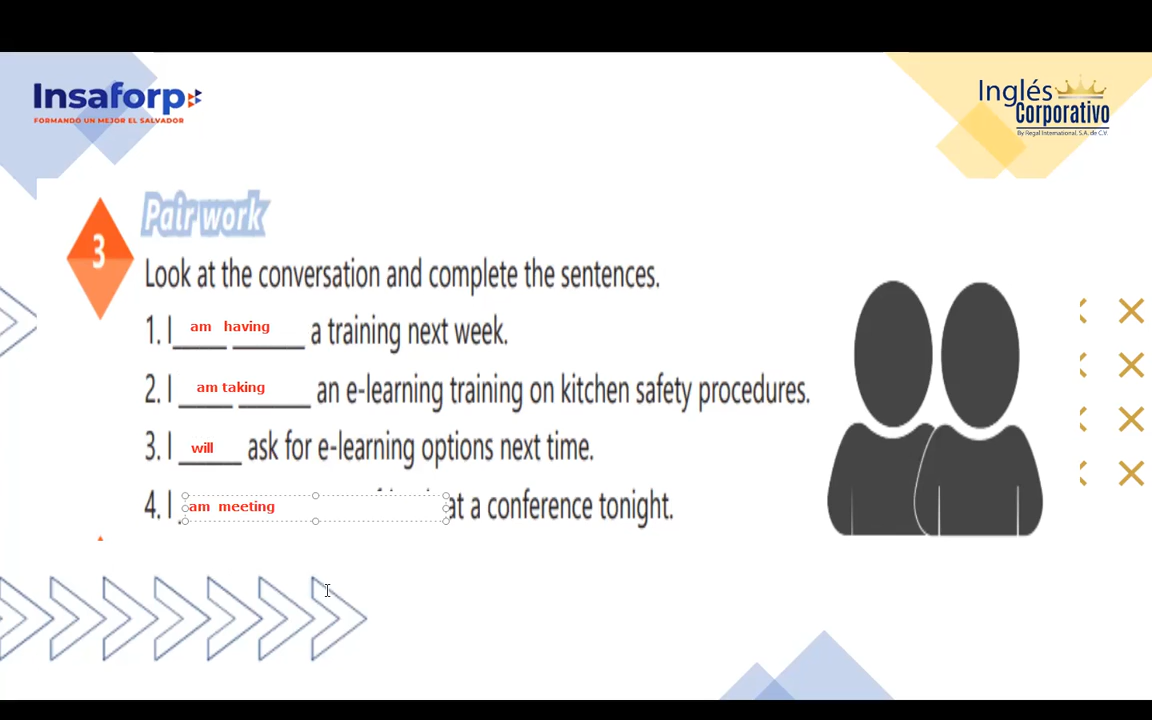 Insaforp
FORMANDO UN MEJOR EL SALVADOR
Inglés
Corporativo
By Regal International, S.A. de C.V.
Pair work
3
Look at the conversation and complete the sentences.
1. I am having a training next week.
2. I am taking an e-learning training on kitchen safety procedures.
3. I will ask for e-learning options next time.
4. I am meeting at a conference tonight.